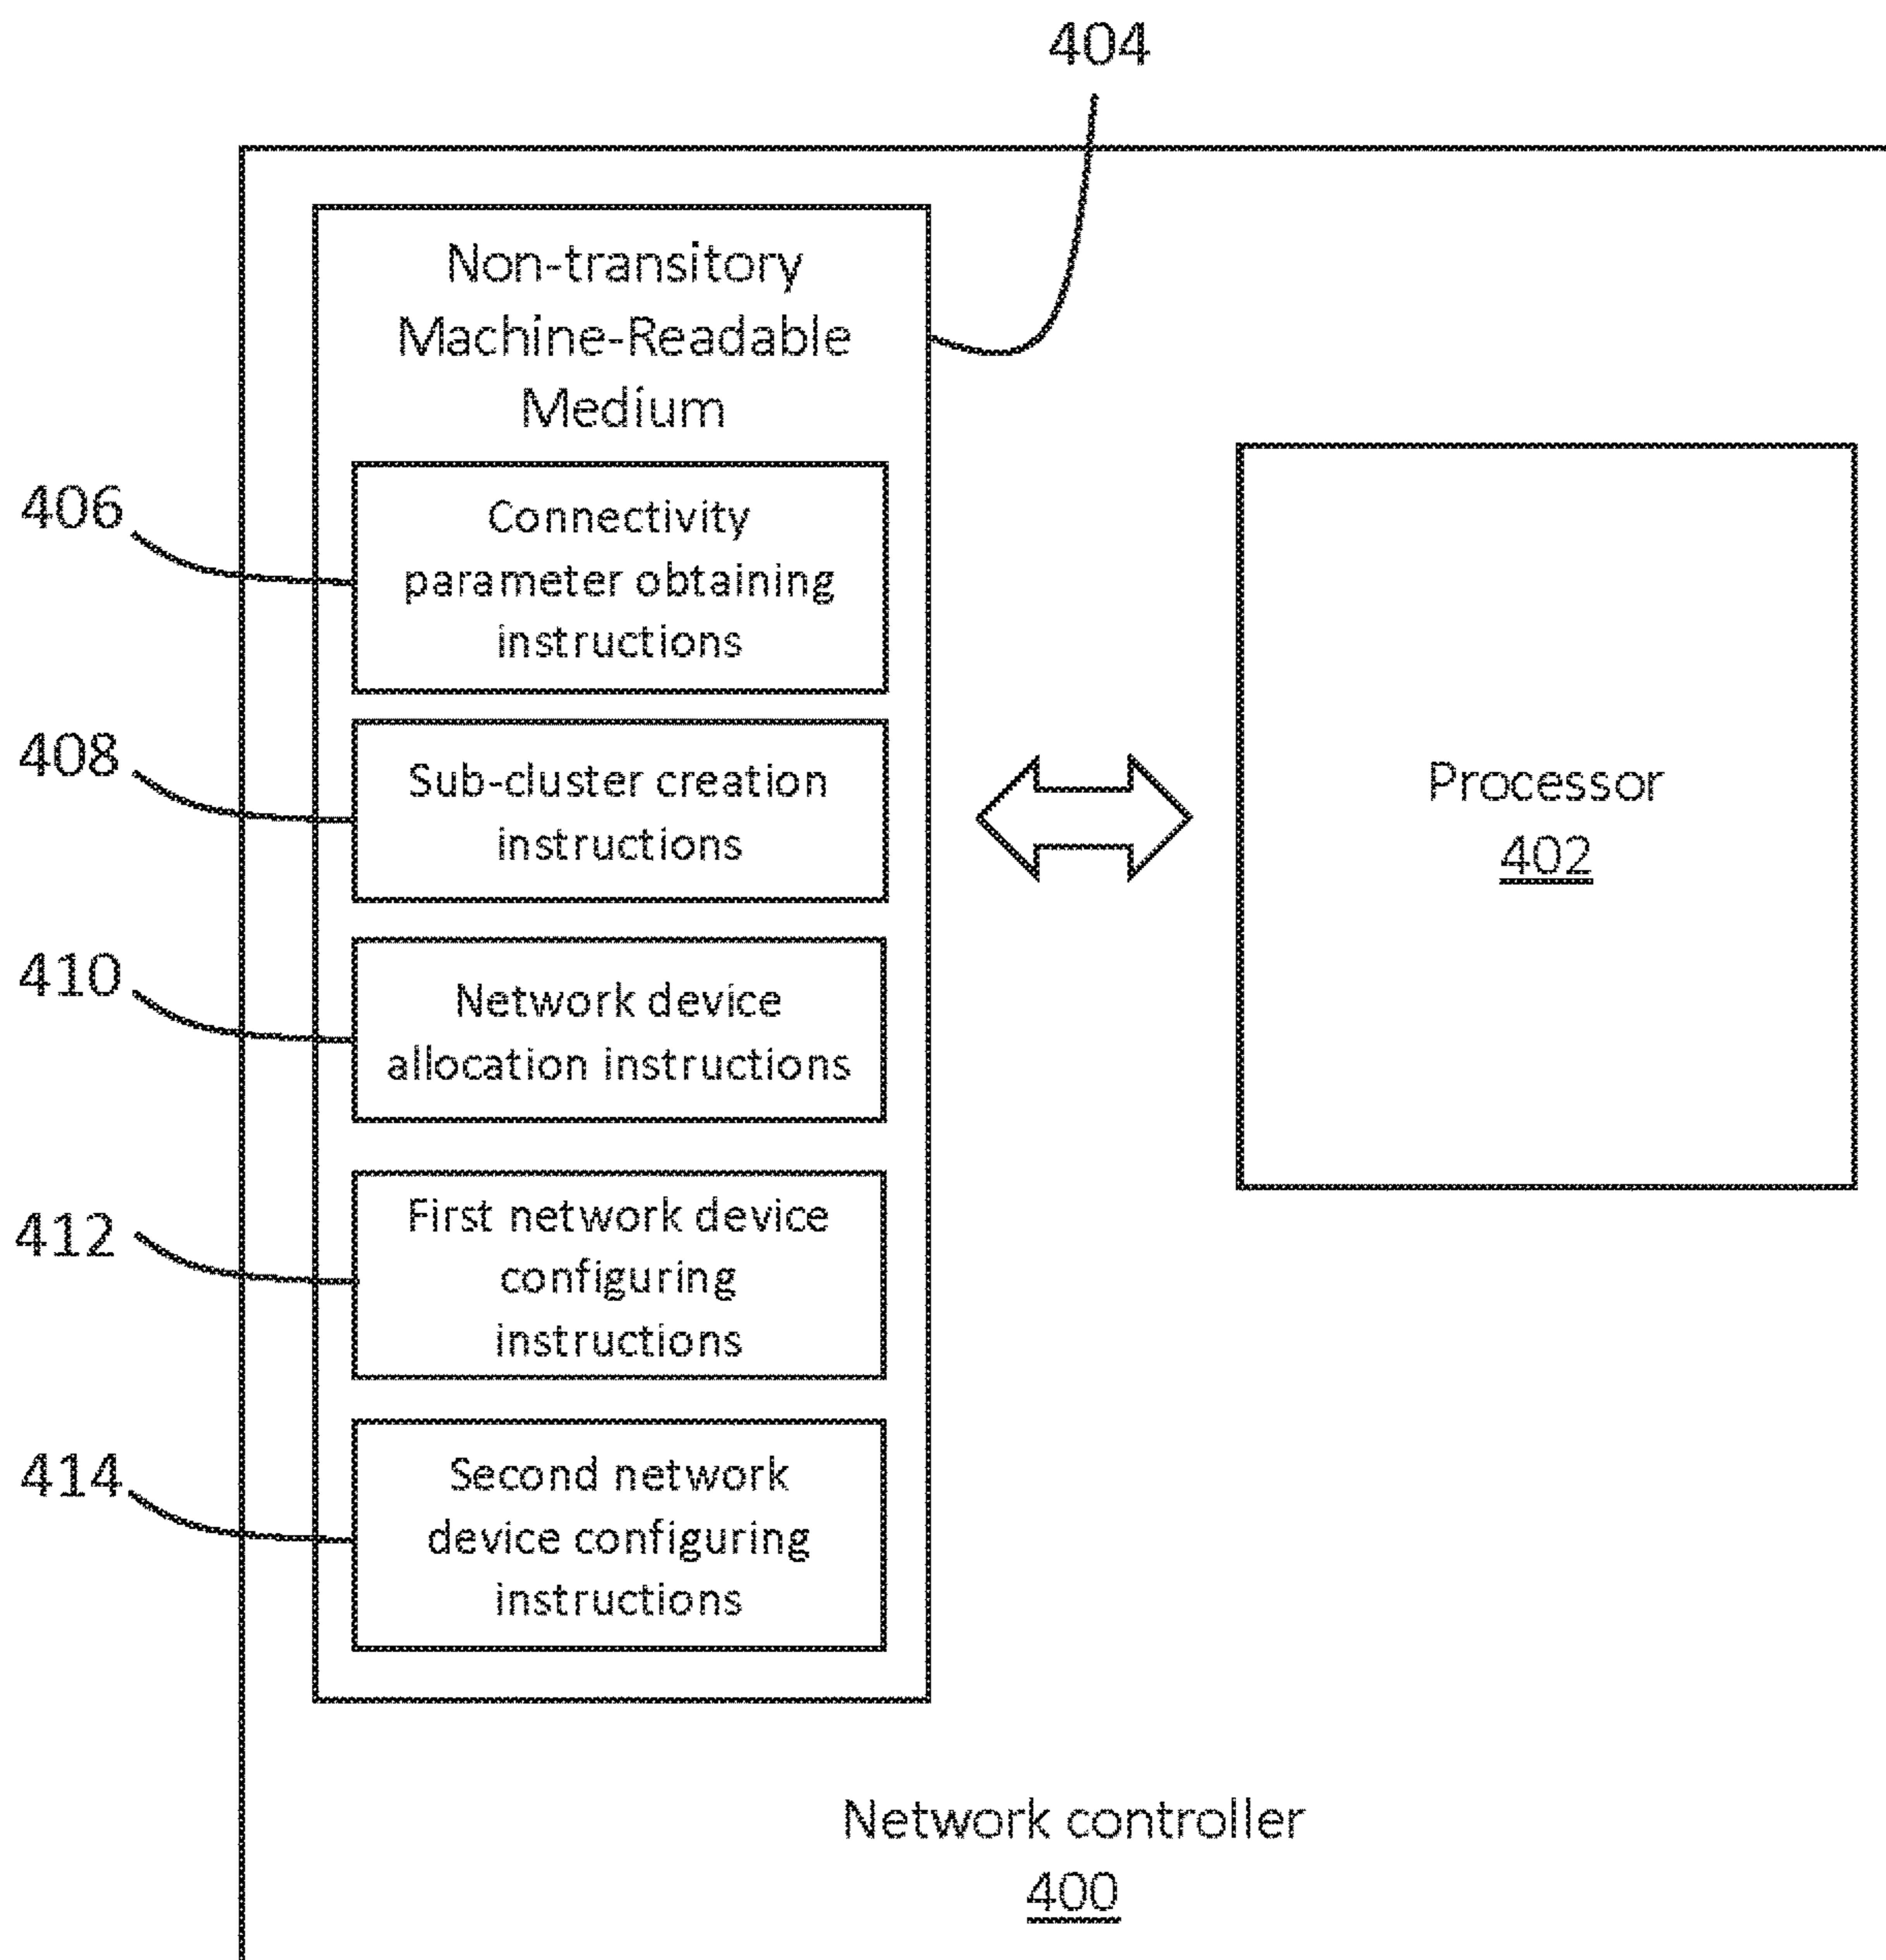 404
Non-transitory
Machine-Readable
Medium
406
Connectivity
parameter obtaining
instructions
408
Sub-cluster creation
instructions
410
Network device
allocation instructions
412
First network device
configuring
instructions
414
Second network
device configuring
instructions
Processor
402
Network controller
400